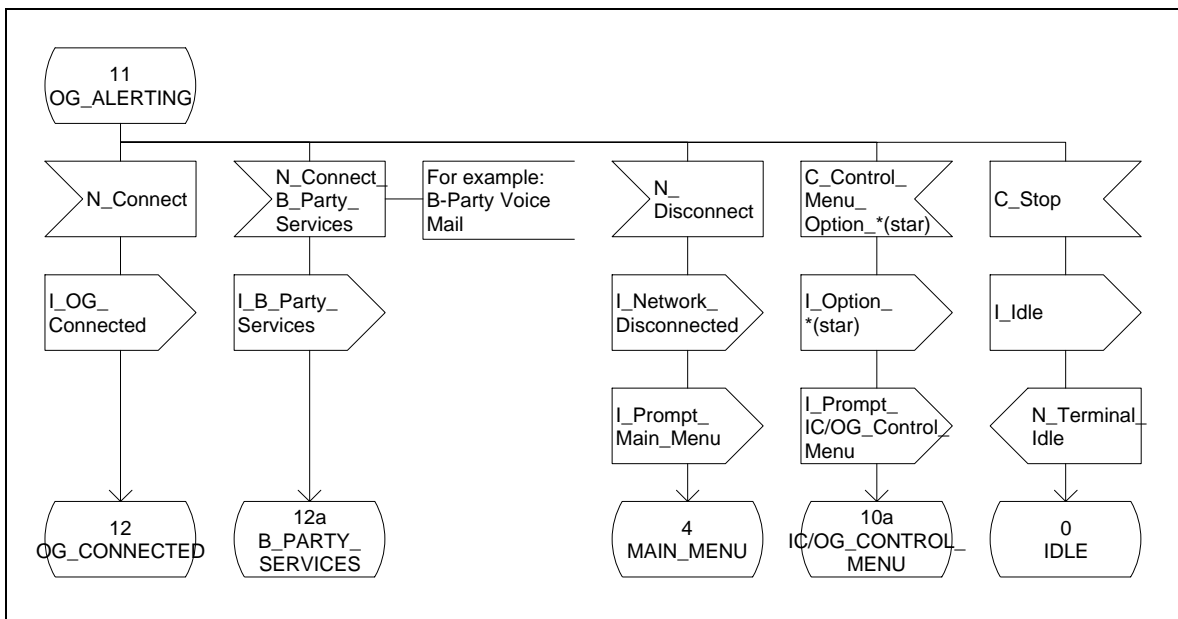 11
OG_ALERTING
N_Connect
N_Connect_
B_Party_
Services
For example:
B-Party Voice
Mail
N_
Disconnect
C_Control_
Menu_
Option_*(star)
C_Stop
I_OG_
Connected
I_B_Party_
Services
I_Network_
Disconnected
I_Option_
*(star)
I_Idle
I_Prompt_
Main_Menu
I_Prompt_
IC/OG_Control_
Menu
N_Terminal_
Idle
12
OG_CONNECTED
12a
B_PARTY_
SERVICES
4
MAIN_MENU
10a
IC/OG_CONTROL_
MENU
0
IDLE